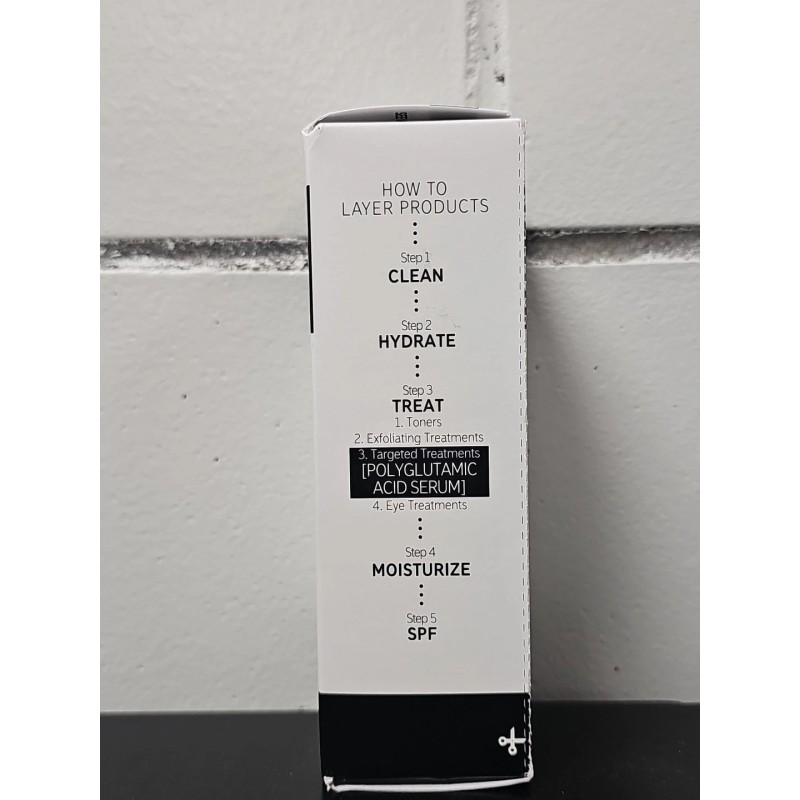 HOW TO
LAYER PRODUCTS
Step 1
CLEAN
Step 2
HYDRATE
Step 3
TREAT
1. Toners
2. Exfoliating Treatments
3. Targeted Treatments
[POLYGLUTAMIC
ACID SERUM]
4. Eye Treatments
Step 4
MOISTURIZE
Step 5
SPF